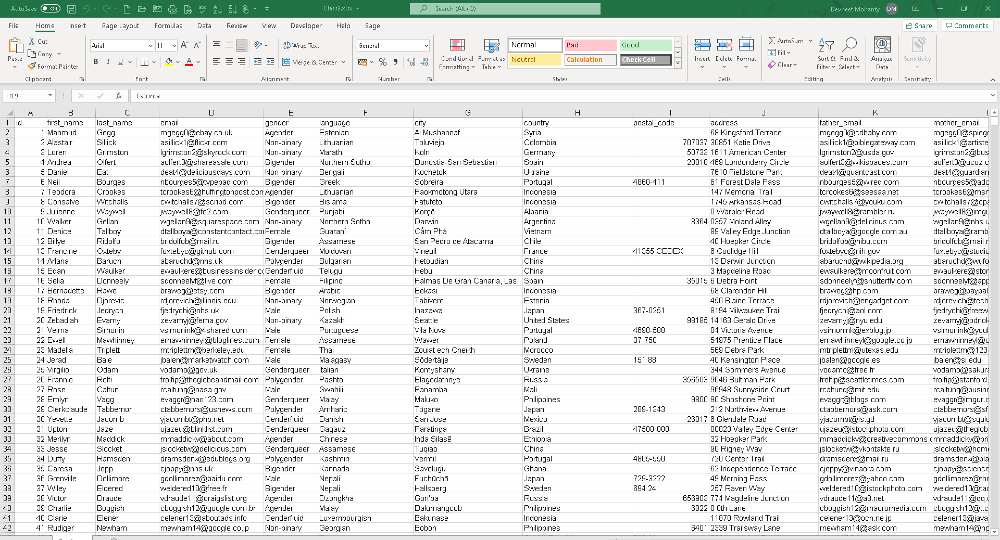 AutoSave Off Class2.xlsx Search (Alt+Q) Devneet Mohanty DM
File Home Insert Page Layout Formulas Data Review View Developer Help Sage Share Comments
Paste Cut Copy Format Painter Clipboard
Arial 11 B I U Font
Wrap Text Merge & Center Alignment
General Number
Conditional Formatting Format as Table Normal Bad Good Neutral Calculation Check Cell Styles
Insert Delete Format Cells
AutoSum Fill Clear Sort & Filter Find & Select Editing
Analyze Data Analysis
Sensitivity Sensitivity
H19 fx Estonia
A B C D E F G H I J K L
1 id first_name last_name email gender language city country postal_code address father_email mother_email
2 1 Mahmud Gegg mgegg0@ebay.co.uk Agender Estonian Al Mushannaf Syria 68 Kingsford Terrace mgegg0@cdbaby.com mgegg0@spiege
3 2 Alastair Sillick asillick1@flickr.com Non-binary Lithuanian Toluviejo Colombia 707037 30851 Katie Drive asillick1@biblegateway.com asillick1@artiste
4 3 Loren Grimston lgrimston2@skyrock.com Non-binary Marathi Köln Germany 50733 1611 American Center lgrimston2@usda.gov lgrimston2@bus
5 4 Andrea Olfert aolfert3@shareasale.com Bigender Northern Sotho Donostia-San Sebastian Spain 20010 469 Londonderry Circle aolfert3@wikispaces.com aolfert3@ucoz.c
6 5 Daniel Eat deat4@deliciousdays.com Non-binary Bengali Kochetok Ukraine 7610 Fieldstone Park deat4@quantcast.com deat4@guardian
7 6 Neil Bourges nbourges5@typepad.com Bigender Greek Sobreira Portugal 4860-411 61 Forest Dale Pass nbourges5@wired.com nbourges5@adc
8 7 Teodora Crookes tcrookes6@huffingtonpost.com Agender Lithuanian Paokmotong Utara Indonesia 147 Memorial Trail tcrookes6@seesaa.net tcrookes6@msr
9 8 Consalve Witchalls cwitchalls7@scribd.com Bigender Bislama Fatufeto Indonesia 1745 Arkansas Road cwitchalls7@youku.com cwitchalls7@cpa
10 9 Julienne Waywell jwaywell8@fc2.com Genderqueer Punjabi Korçë Albania 0 Warbler Road jwaywell8@rambler.ru jwaywell8@imgu
11 10 Walker Gellan wgellan9@squarespace.com Non-binary Northern Sotho Darwin Argentina 8364 0357 Moland Alley wgellan9@delicious.com wgellan9@nhs.u
12 11 Denice Tallboy dtallboya@constantcontact.co Female Guaraní Cẩm Phả Vietnam 89 Valley Edge Junction dtallboya@google.com.au dtallboya@ramb
13 12 Billye Ridolfo bridolfob@mail.ru Bigender Assamese San Pedro de Atacama Chile 40 Hoepker Circle bridolfob@hibu.com bridolfob@mail.r
14 13 Francine Oxteby foxtebyc@github.com Genderqueer Moldovan Vineuil France 41355 CEDEX 6 Coolidge Hill foxtebyc@nih.gov foxtebyc@studic
15 14 Arlana Baruch abaruchd@nhs.uk Polygender Bulgarian Hetoudian China 13 Darwin Junction abaruchd@wikipedia.org abaruchd@wufo
16 15 Edan Waulker ewaulkere@businessinsider.cc Genderfluid Telugu Hebu China 3 Magdeline Road ewaulkere@moonfruit.com ewaulkere@stor
17 16 Selia Donneely sdonneelyf@live.com Female Filipino Palmas De Gran Canaria, Las Spain 35015 6 Debra Point sdonneelyf@shutterfly.com sdonneelyf@app
18 17 Bernadette Rawe braweg@etsy.com Bigender Arabic Bekasi Indonesia 68 Clarendon Hill braweg@hp.com braweg@paypal
19 18 Rhoda Djorevic rdjorevich@illinois.edu Non-binary Norwegian Tabivere Estonia 450 Blaine Terrace rdjorevich@engadget.com rdjorevich@tech
20 19 Friedrick Jedrych fjedrychi@nhs.uk Male Polish Inazawa Japan 367-0251 8194 Milwaukee Trail fjedrychi@aol.com fjedrychi@freew
21 20 Zebadiah Evamy zevamyj@fema.gov Non-binary Kazakh Seattle United States 98185 14163 Gerald Drive zevamyj@nyu.edu zevamyj@odnok
22 21 Velma Simonin vsimonink@4shared.com Male Portuguese Vila Nova Portugal 4690-588 04 Victoria Avenue vsimonink@exblog.jp vsimonink@youl
23 22 Ewell Mawhinney emawhinneyl@bloglines.com Female Assamese Wawer Poland 37-750 54975 Prentice Place emawhinneyl@google.co.jp emawhinneyl@c
24 23 Madella Triplett mtriplettm@berkeley.edu Female Thai Zouiat ech Cheïkh Morocco 569 Debra Park mtriplettm@utexas.edu mtriplettm@123-
25 24 Jerad Bale jbalen@marketwatch.com Male Malagasy Södertälje Sweden 151 88 40 Kensington Place jbalen@google.es jbalen@si.edu
26 25 Virgilio Odam vodamo@gov.uk Genderqueer Italian Komyshany Ukraine 344 Sommers Avenue vodamo@free.fr vodamo@sakura
27 26 Frannie Rolfi frolfip@theglobeandmail.com Polygender Pashto Blagodatnoye Russia 356503 9646 Bultman Park frolfip@seattletimes.com frolfip@stanford.
28 27 Rose Caltun rcaltunq@nasa.gov Male Swahili Banamba Mali 96948 Sunnyside Court rcaltunq@mit.edu rcaltunq@busine
29 28 Emlyn Vagg evaggr@hao123.com Genderqueer Malay Maluko Philippines 9800 90 Shoshone Point evaggr@blogs.com evaggr@imgur.c
30 29 Clerkclaude Tabbernor ctabbernors@usnews.com Polygender Amharic Tōgane Japan 289-1343 212 Northview Avenue ctabbernors@ask.com ctabbernors@sf
31 30 Yevette Jacomb yjacombt@php.net Genderfluid Danish San Jose Mexico 26017 6 Glendale Road yjacombt@is.gd yjacombt@squic
32 31 Upton Jaze ujazeu@blinklist.com Genderqueer Gagauz Paratinga Brazil 47500-000 00823 Valley Edge Center ujazeu@istockphoto.com ujazeu@theglob
33 32 Merilyn Maddick mmaddickv@about.com Agender Chinese Inda Silasē Ethiopia 32 Hoepker Park mmaddickv@creativecommons.c mmaddickv@pri
34 33 Jesse Slocket jslocketw@delicious.com Genderqueer Assamese Tuqiao China 90 Rigney Way jslocketw@vkontakte.ru jslocketw@hom
35 34 Duffy Ramsden dramsdenx@edublogs.org Polygender Kashmiri Vermil Portugal 4805-550 720 Center Trail dramsdenx@mail.ru dramsdenx@pla
36 35 Caresa Jopp cjoppy@nhs.uk Bigender Kannada Savelugu Ghana 62 Independence Terrace cjoppy@vinaora.com cjoppy@science
37 36 Grenville Dollimore gdollimorez@baidu.com Male Nepali Fuchūchō Japan 729-3222 49 Morning Pass gdollimorez@yahoo.com gdollimorez@the
38 37 Wiley Eldered weldered10@free.fr Bigender Nepali Hallsberg Sweden 694 24 257 Raven Way weldered10@istockphoto.com weldered10@tac
39 38 Victor Draude vdraude11@craigslist.org Agender Dzongkha Gon'ba Russia 656903 774 Magdeline Junction vdraude11@a8.net vdraude11@qq.c
40 39 Charlie Boggish cboggish12@google.com.br Agender Malay Dalumangcob Philippines 6022 0 8th Lane cboggish12@macromedia.com cboggish12@t.c
41 40 Clarie Elener celener13@aboutads.info Genderfluid Luxembourgish Bakunase Indonesia 11870 Rowland Trail celener13@ocn.ne.jp celener13@java
42 41 Rudiger Newham rnewham14@google.co.jp Non-binary Georgian Bobon Philippines 6401 2339 Trailsway Lane rnewham14@ask.com rnewham14@np